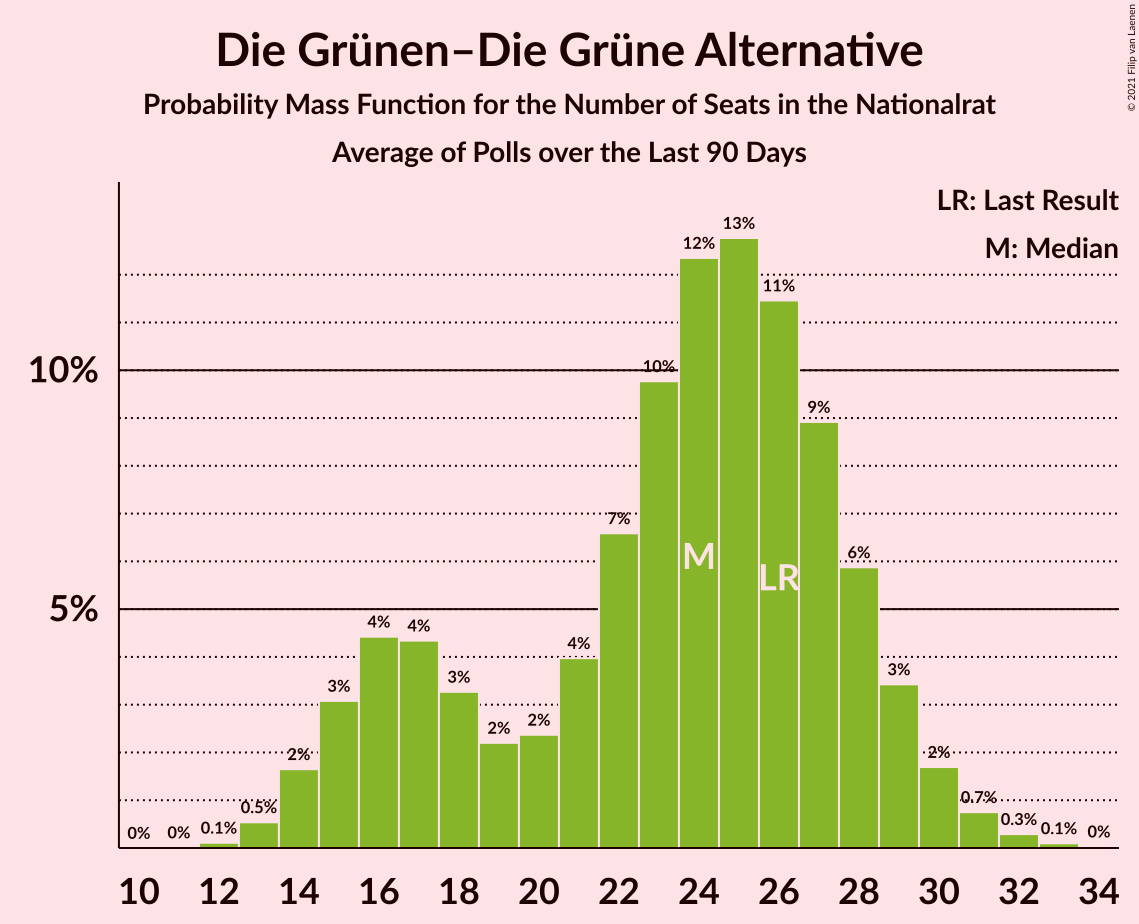 Die Grünen–Die Grüne Alternative
Probability Mass Function for the Number of Seats in the Nationalrat
Average of Polls over the Last 90 Days
© 2021 Filip van Laenen
LR: Last Result
M: Median
10%
5%
0% 0% 0.1% 0.5% 2% 3% 4% 4% 3% 2% 2% 4% 7% 10% 12% 13% 11% 9% 6% 3% 2% 0.7% 0.3% 0.1% 0%
M
LR
10 12 14 16 18 20 22 24 26 28 30 32 34